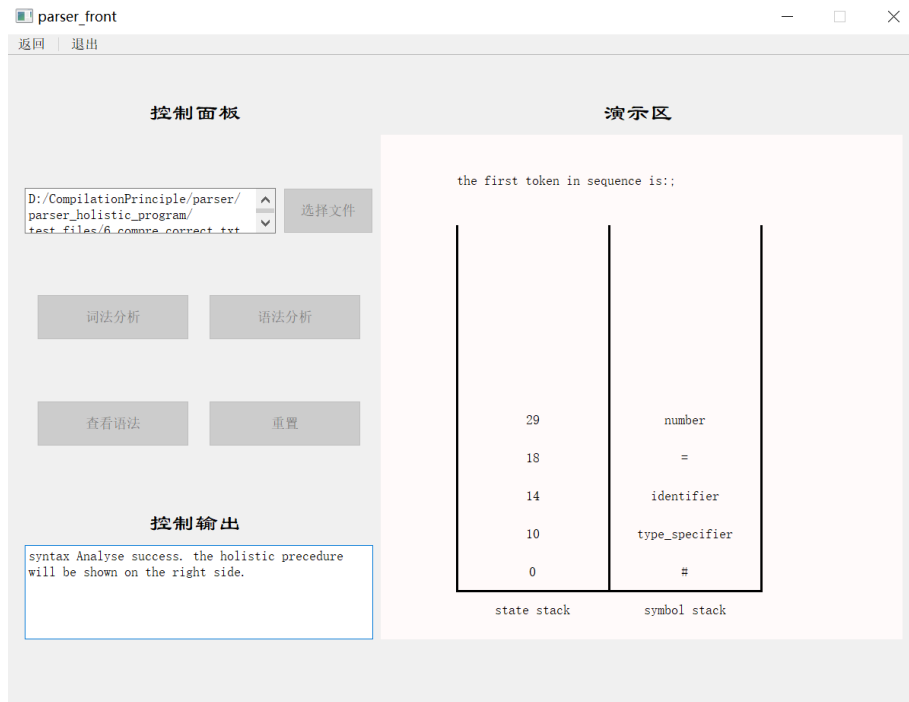 parser_front
返回 退出
控制面板
演示区
D:/CompilationPrinciple/parser/
parser_holistic_program/
test_files/6_compre_correct.txt
选择文件
词法分析
语法分析
查看语法
重置
控制输出
syntax Analyse success. the holistic precedure
will be shown on the right side.
the first token in sequence is:;
29 number
18 =
14 identifier
10 type_specifier
0 #
state stack symbol stack